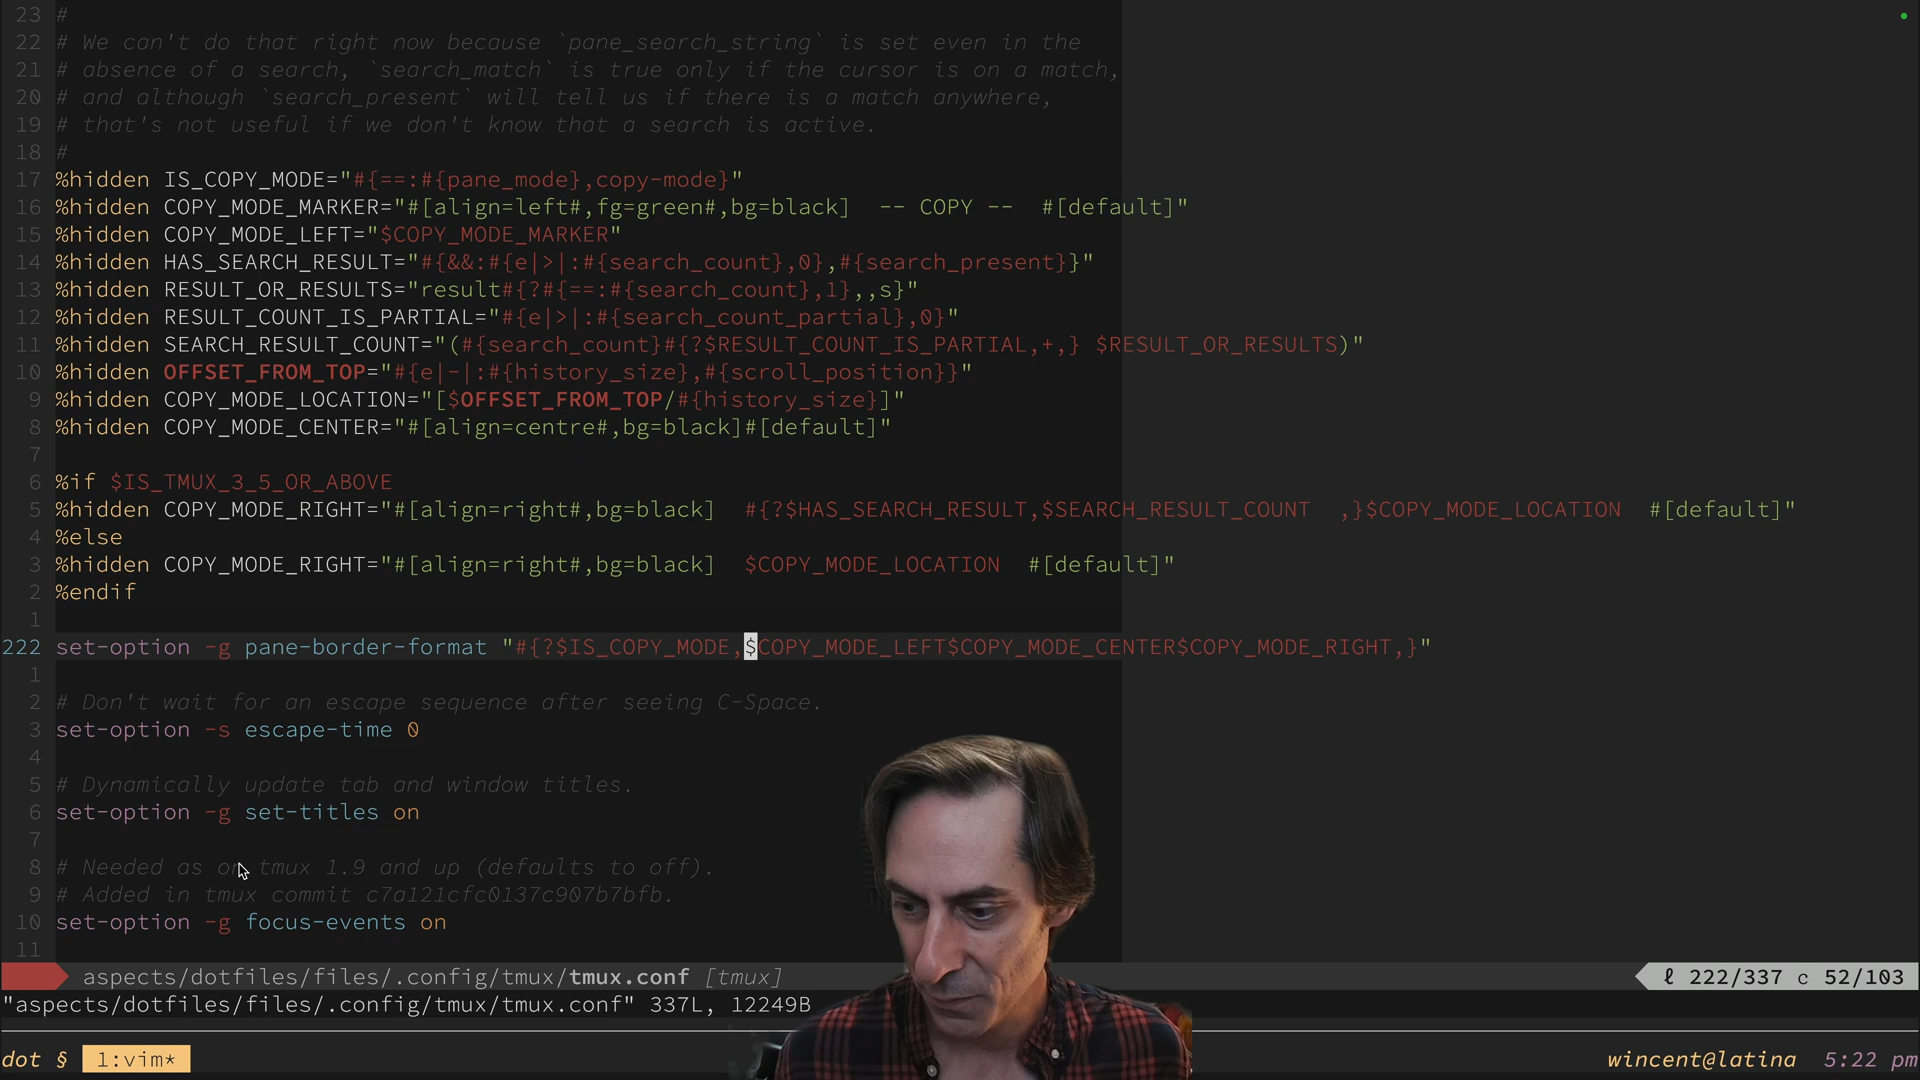 23 #
22 # We can't do that right now because `pane_search_string` is set even in the
21 # absence of a search, `search_match` is true only if the cursor is on a match,
20 # and although `search_present` will tell us if there is a match anywhere,
19 # that's not useful if we don't know that a search is active.
18 #
17 %hidden IS_COPY_MODE="#{==:#{pane_mode},copy-mode}"
16 %hidden COPY_MODE_MARKER="#[align=left#,fg=green#,bg=black]  -- COPY --  #[default]"
15 %hidden COPY_MODE_LEFT="$COPY_MODE_MARKER"
14 %hidden HAS_SEARCH_RESULT="#{&&:#{e|>|:#{search_count},0},#{search_present}}"
13 %hidden RESULT_OR_RESULTS="result#{?#{==:#{search_count},1},,s}"
12 %hidden RESULT_COUNT_IS_PARTIAL="#{e|>|:#{search_count_partial},0}"
11 %hidden SEARCH_RESULT_COUNT="(#{search_count}#{?$RESULT_COUNT_IS_PARTIAL,+,} $RESULT_OR_RESULTS)"
10 %hidden OFFSET_FROM_TOP="#{e|-|:#{history_size},#{scroll_position}}"
9 %hidden COPY_MODE_LOCATION="[$OFFSET_FROM_TOP/#{history_size}]"
8 %hidden COPY_MODE_CENTER="#[align=centre#,bg=black]#[default]"
7
6 %if $IS_TMUX_3_5_OR_ABOVE
5 %hidden COPY_MODE_RIGHT="#[align=right#,bg=black]  #{?$HAS_SEARCH_RESULT,$SEARCH_RESULT_COUNT  ,}$COPY_MODE_LOCATION  #[default]"
4 %else
3 %hidden COPY_MODE_RIGHT="#[align=right#,bg=black]  $COPY_MODE_LOCATION  #[default]"
2 %endif
1
222 set-option -g pane-border-format "#{?$IS_COPY_MODE,$COPY_MODE_LEFT$COPY_MODE_CENTER$COPY_MODE_RIGHT,}"
1
2 # Don't wait for an escape sequence after seeing C-Space.
3 set-option -s escape-time 0
4
5 # Dynamically update tab and window titles.
6 set-option -g set-titles on
7
8 # Needed as on tmux 1.9 and up (defaults to off).
9 # Added in tmux commit c7a121cfc0137c907b7bfb.
10 set-option -g focus-events on
11
aspects/dotfiles/files/.config/tmux/tmux.conf [tmux] ℓ 222/337 c 52/103
"aspects/dotfiles/files/.config/tmux/tmux.conf" 337L, 12249B
dot § 1:vim* wincent@latina 5:22 pm